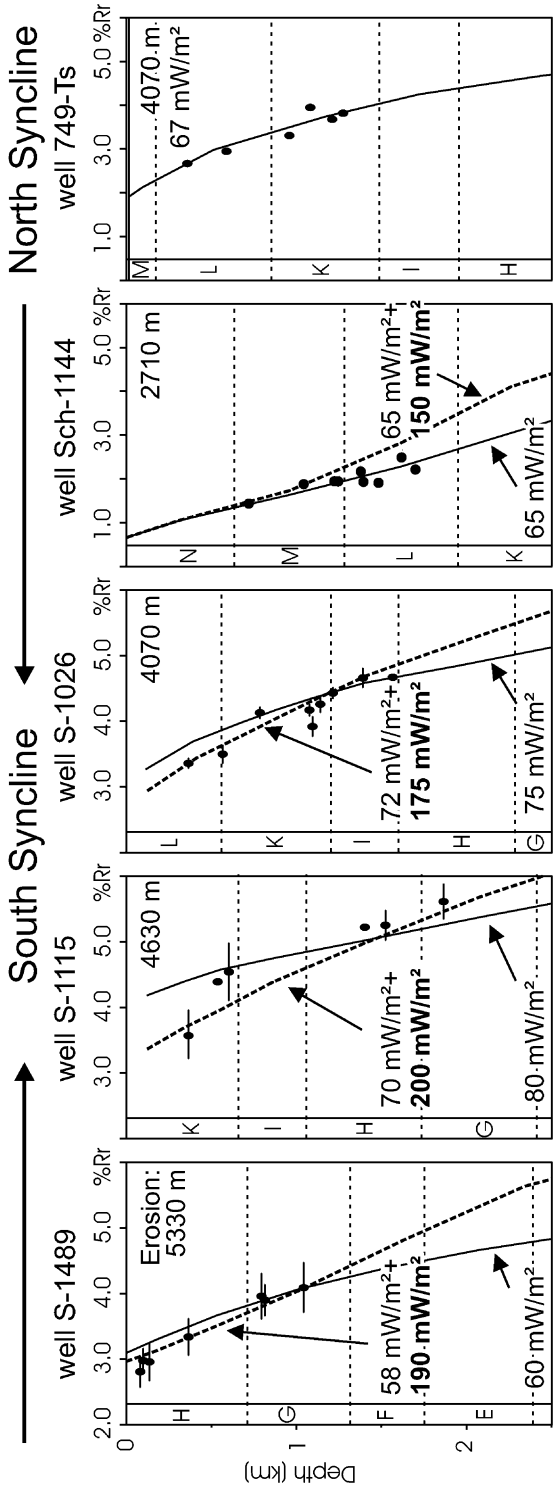 South Syncline
North Syncline
well S-1489
2.0 3.0 4.0 5.0 %Rr
Erosion:
5330 m
H
G
F
E
58 mW/m²+
190 mW/m²
60 mW/m²
0
1
2
Depth (km)
well S-1115
3.0 4.0 5.0 %Rr
4630 m
K
I
H
G
70 mW/m²+
200 mW/m²
80 mW/m²
well S-1026
3.0 4.0 5.0 %Rr
4070 m
L
K
I
H
G
72 mW/m²+
175 mW/m²
75 mW/m²
well Sch-1144
1.0 3.0 5.0 %Rr
2710 m
N
M
L
K
65 mW/m²+
150 mW/m²
65 mW/m²
well 749-Ts
1.0 3.0 5.0 %Rr
4070 m
67 mW/m²
M
L
K
I
H